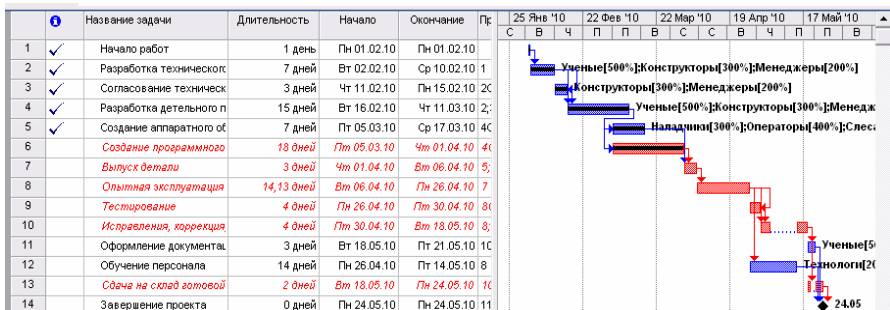 Название задачи Длительность Начало Окончание Пр 25 Янв '10 22 Фев '10 22 Мар '10 19 Апр '10 17 Май '10
С В Ч П П В С С В Ч П П В
1 Начало работ 1 день Пн 01.02.10 Пн 01.02.10
2 Разработка техническогс 7 дней Вт 02.02.10 Ср 10.02.10 1 Ученые[500%];Конструкторы[300%];Менеджеры[200%]
3 Согласование техническ 3 дней Чт 11.02.10 Пн 15.02.10 2С Конструкторы[300%];Менеджеры[200%]
4 Разработка детельного п 15 дней Вт 16.02.10 Чт 11.03.10 2; Ученые[500%];Конструкторы[300%];Менедж
5 Создание аппаратного об 7 дней Пт 05.03.10 Ср 17.03.10 4С Наладчики[300%];Операторы[400%];Слеса
6 Создание программного 18 дней Пт 05.03.10 Чт 01.04.10 4С
7 Выпуск детали 3 дней Чт 01.04.10 Вт 06.04.10 5;
8 Опытная эксплуатация 14,13 дней Вт 06.04.10 Пн 26.04.10 7
9 Тестирование 4 дней Пн 26.04.10 Пт 30.04.10 8С
10 Исправления, коррекция 4 дней Пт 30.04.10 Вт 18.05.10 8;
11 Оформление документац 3 дней Вт 18.05.10 Пт 21.05.10 10 Ученые[5
12 Обучение персонала 14 дней Пн 26.04.10 Пт 14.05.10 8 Технологи[20
13 Сдача на склад готовой 2 дней Вт 18.05.10 Пн 24.05.10 10
14 Завершение проекта 0 дней Пн 24.05.10 Пн 24.05.10 11 24.05